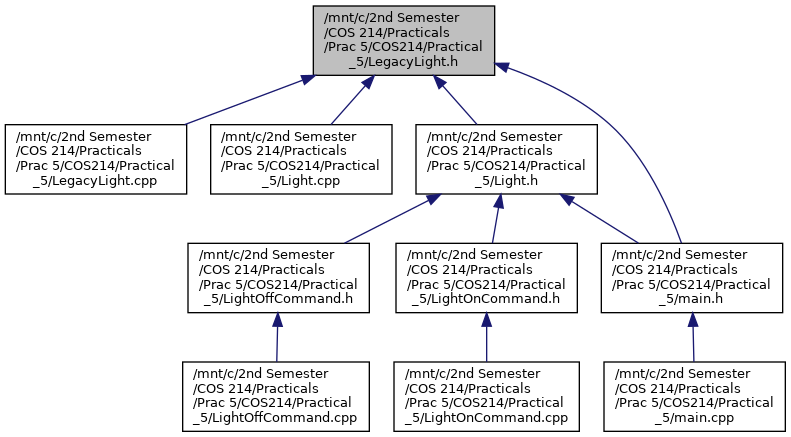 /mnt/c/2nd Semester
/COS 214/Practicals
/Prac 5/COS214/Practical
_5/LegacyLight.h
/mnt/c/2nd Semester
/COS 214/Practicals
/Prac 5/COS214/Practical
_5/LegacyLight.cpp
/mnt/c/2nd Semester
/COS 214/Practicals
/Prac 5/COS214/Practical
_5/Light.cpp
/mnt/c/2nd Semester
/COS 214/Practicals
/Prac 5/COS214/Practical
_5/Light.h
/mnt/c/2nd Semester
/COS 214/Practicals
/Prac 5/COS214/Practical
_5/LightOffCommand.h
/mnt/c/2nd Semester
/COS 214/Practicals
/Prac 5/COS214/Practical
_5/LightOnCommand.h
/mnt/c/2nd Semester
/COS 214/Practicals
/Prac 5/COS214/Practical
_5/main.h
/mnt/c/2nd Semester
/COS 214/Practicals
/Prac 5/COS214/Practical
_5/LightOffCommand.cpp
/mnt/c/2nd Semester
/COS 214/Practicals
/Prac 5/COS214/Practical
_5/LightOnCommand.cpp
/mnt/c/2nd Semester
/COS 214/Practicals
/Prac 5/COS214/Practical
_5/main.cpp